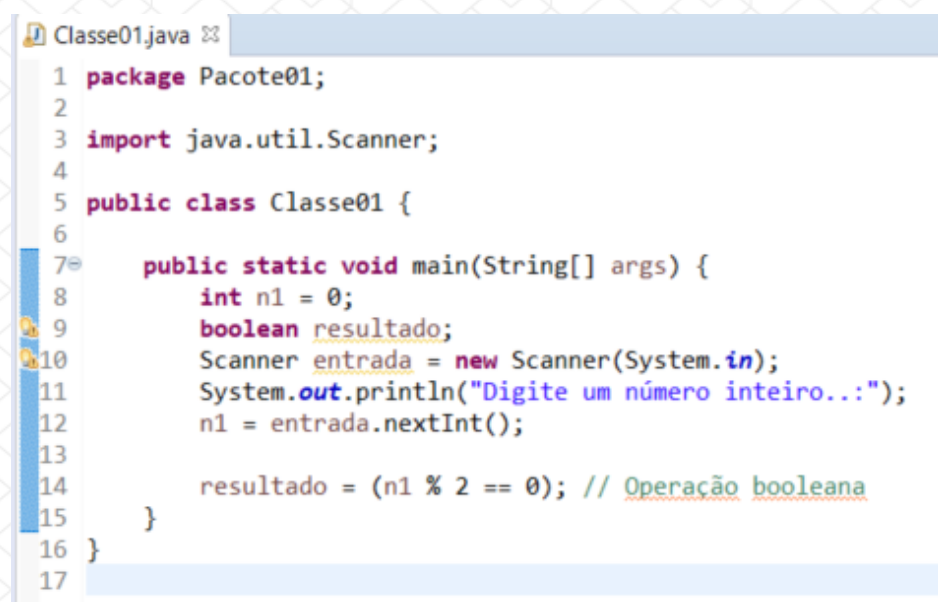 Classe01.java
1 package Pacote01;
2
3 import java.util.Scanner;
4
5 public class Classe01 {
6
7     public static void main(String[] args) {
8         int n1 = 0;
9         boolean resultado;
10         Scanner entrada = new Scanner(System.in);
11         System.out.println("Digite um número inteiro..:");
12         n1 = entrada.nextInt();
13
14         resultado = (n1 % 2 == 0); // Operação booleana
15     }
16 }
17